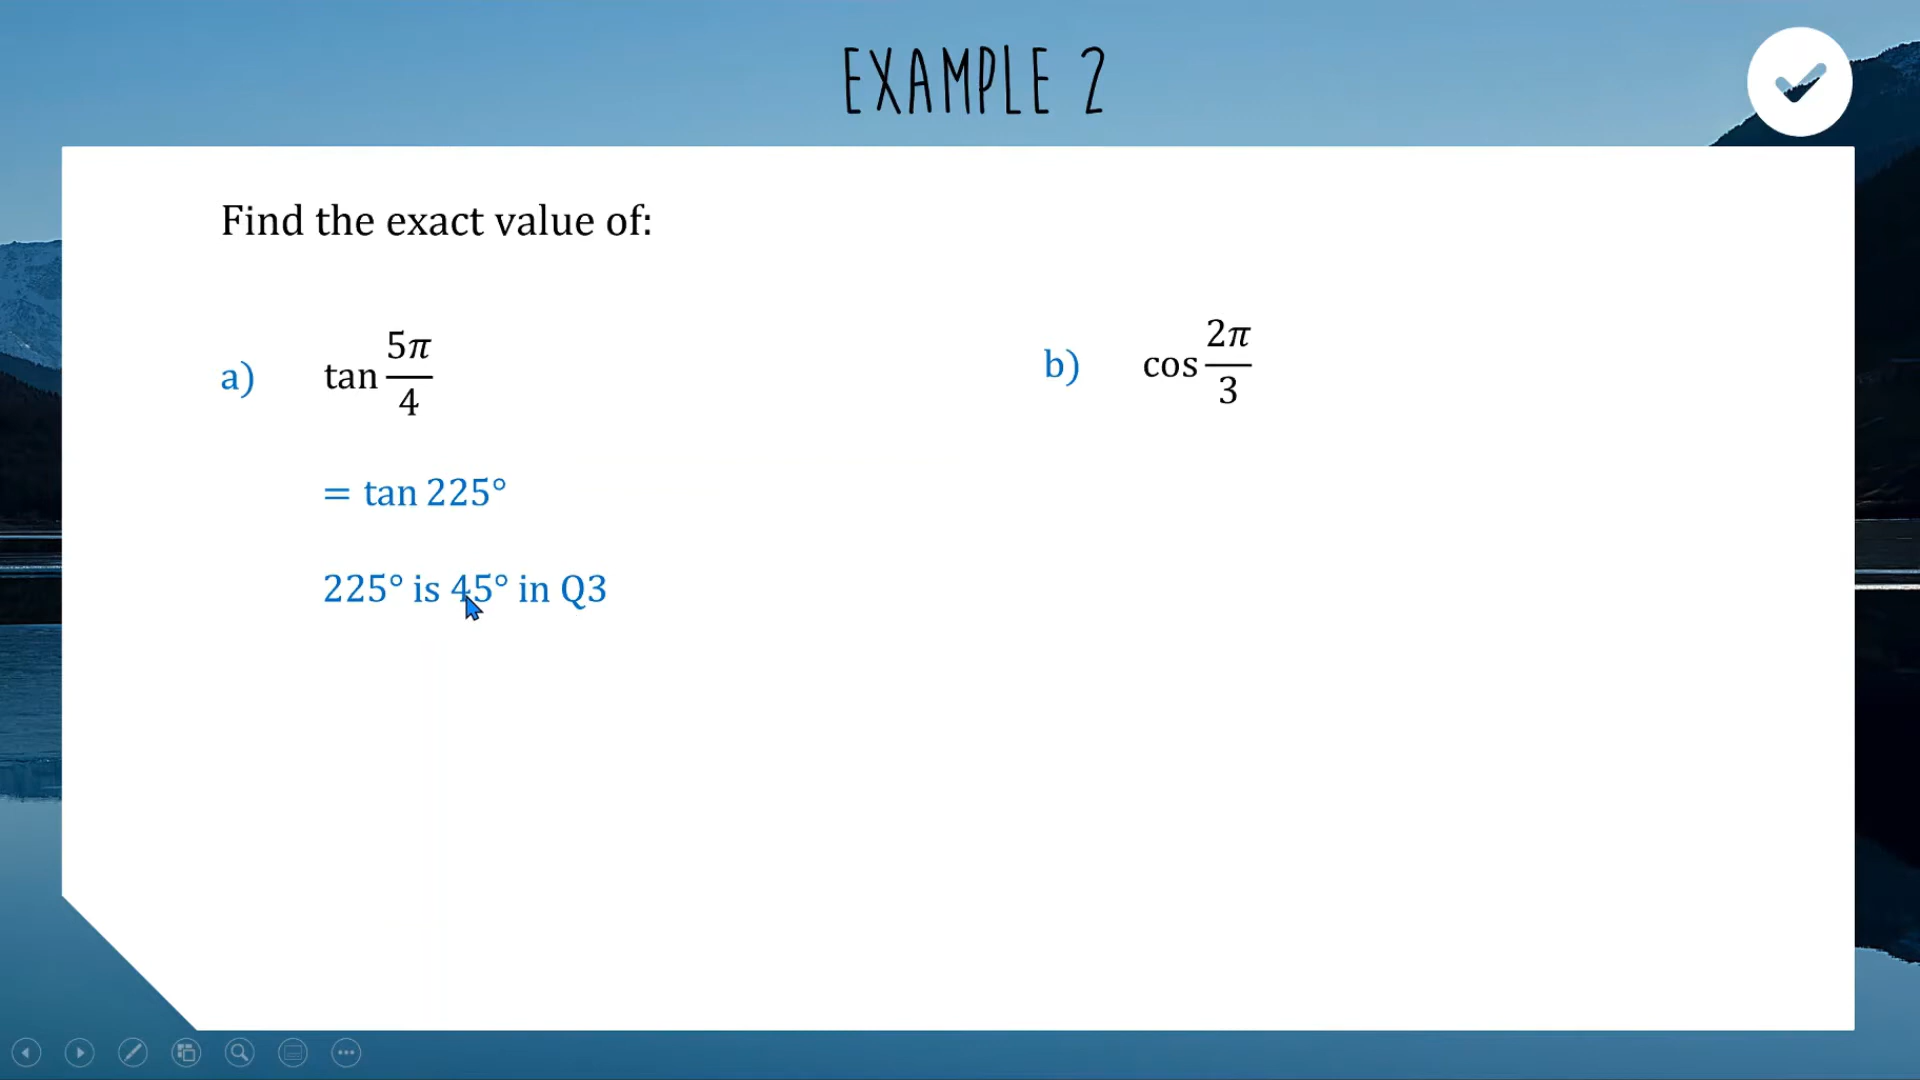 EXAMPLE 2
Find the exact value of:
a) tan 5π/4
= tan 225°
225° is 45° in Q3
b) cos 2π/3